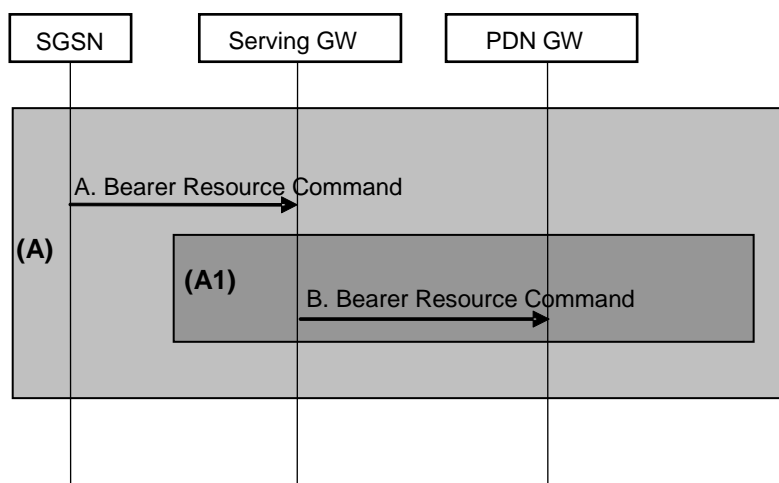 SGSN
Serving GW
PDN GW
A. Bearer Resource Command
(A)
(A1)
B. Bearer Resource Command